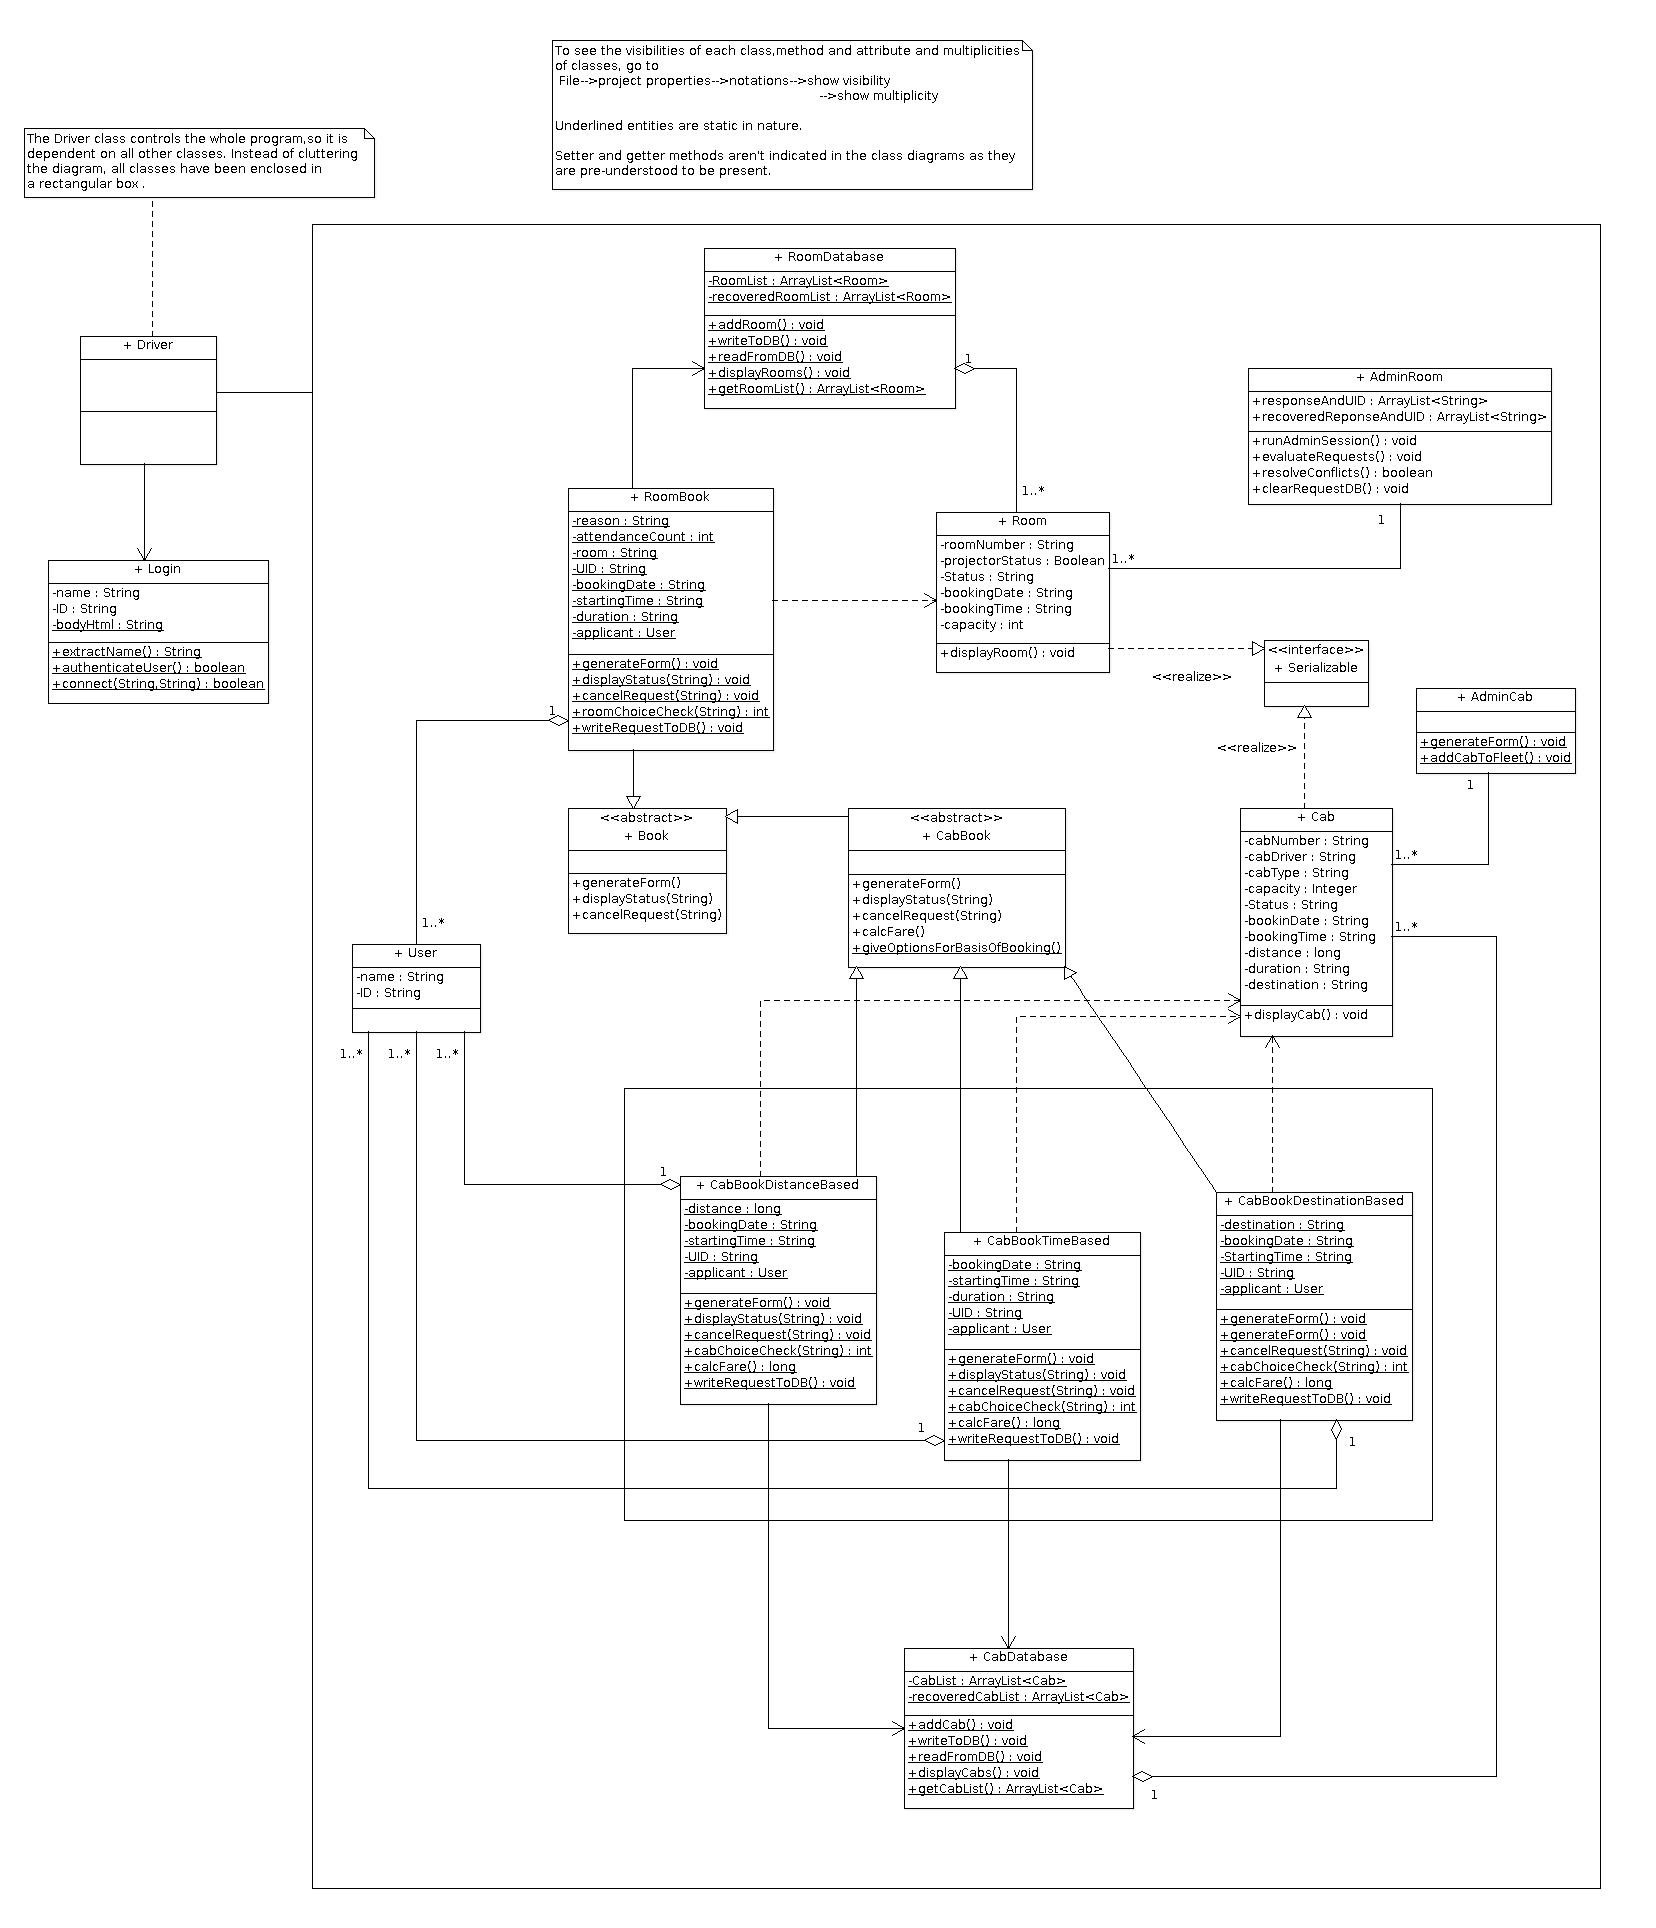 To see the visibilities of each class,method and attribute and multiplicities
of classes, go to
File-->project properties-->notations-->show visibility
-->show multiplicity
Underlined entities are static in nature.
Setter and getter methods aren't indicated in the class diagrams as they
are pre-understood to be present.
The Driver class controls the whole program,so it is
dependent on all other classes. Instead of cluttering
the diagram, all classes have been enclosed in
a rectangular box .
+ RoomDatabase
-RoomList : ArrayList<Room>
-recoveredRoomList : ArrayList<Room>
+addRoom() : void
+writeToDB() : void
+readFromDB() : void
+displayRooms() : void
+getRoomList() : ArrayList<Room>
1
1..*
+ Driver
+ Login
-name : String
-ID : String
-bodyHtml : String
+extractName() : String
+authenticateUser() : boolean
+connect(String,String) : boolean
+ AdminRoom
+responseAndUID : ArrayList<String>
+recoveredReponseAndUID : ArrayList<String>
+runAdminSession() : void
+evaluateRequests() : void
+resolveConflicts() : boolean
+clearRequestDB() : void
1
1..*
+ RoomBook
-reason : String
-attendanceCount : int
-room : String
-UID : String
-bookingDate : String
-startingTime : String
-duration : String
-applicant : User
+generateForm() : void
+displayStatus(String) : void
+cancelRequest(String) : void
+roomChoiceCheck(String) : int
+writeRequestToDB() : void
1
+ Room
-roomNumber : String
-projectorStatus : Boolean
-Status : String
-bookingDate : String
-bookingTime : String
-capacity : int
+displayRoom() : void
<<interface>>
+ Serializable
<<realize>>
<<realize>>
+ AdminCab
+generateForm() : void
+addCabToFleet() : void
1
<<abstract>>
+ Book
+generateForm()
+displayStatus(String)
+cancelRequest(String)
<<abstract>>
+ CabBook
+generateForm()
+displayStatus(String)
+cancelRequest(String)
+calcFare()
+giveOptionsForBasisOfBooking()
+ Cab
-cabNumber : String
-cabDriver : String
-cabType : String
-capacity : Integer
-Status : String
-bookinDate : String
-bookingTime : String
-distance : long
-duration : String
-destination : String
+displayCab() : void
1..*
1..*
1..*
+ User
-name : String
-ID : String
1..*
1..*
1..*
1
+ CabBookDistanceBased
-distance : long
-bookingDate : String
-startingTime : String
-UID : String
-applicant : User
+generateForm() : void
+displayStatus(String) : void
+cancelRequest(String) : void
+cabChoiceCheck(String) : int
+calcFare() : long
+writeRequestToDB() : void
+ CabBookTimeBased
-bookingDate : String
-startingTime : String
-duration : String
-UID : String
-applicant : User
+generateForm() : void
+displayStatus(String) : void
+cancelRequest(String) : void
+cabChoiceCheck(String) : int
+calcFare() : long
+writeRequestToDB() : void
1
+ CabBookDestinationBased
-destination : String
-bookingDate : String
-StartingTime : String
-UID : String
-applicant : User
+generateForm() : void
+generateForm() : void
+cancelRequest(String) : void
+cabChoiceCheck(String) : int
+calcFare() : long
+writeRequestToDB() : void
1
+ CabDatabase
-CabList : ArrayList<Cab>
-recoveredCabList : ArrayList<Cab>
+addCab() : void
+writeToDB() : void
+readFromDB() : void
+displayCabs() : void
+getCabList() : ArrayList<Cab>
1